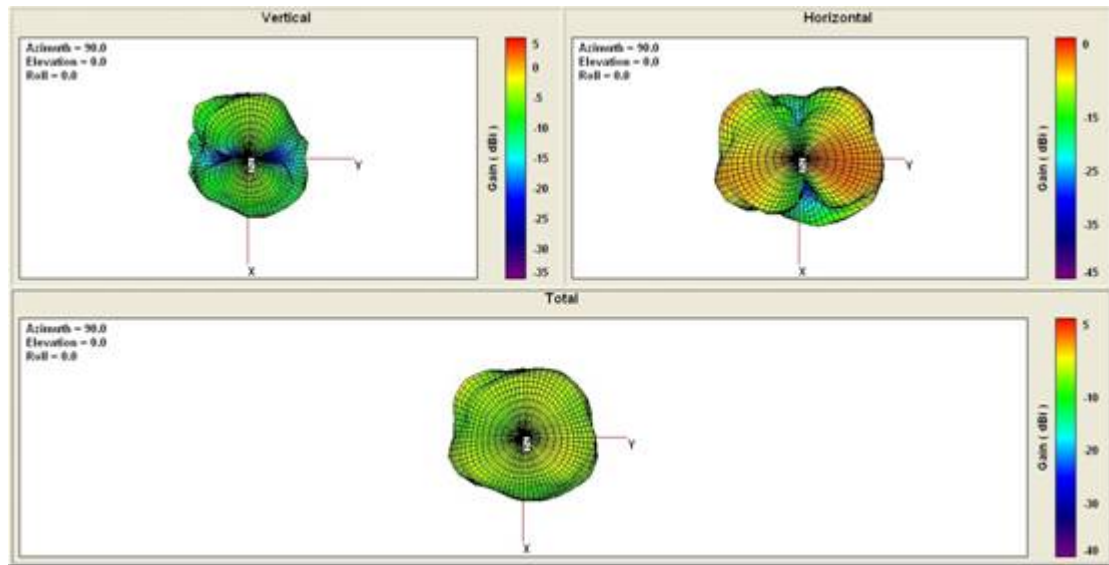 Vertical
Azimuth = 90.0
Elevation = 0.0
Roll = 0.0
Y
X
5
0
-5
-10
-15
-20
-25
-30
-35
Gain ( dBi )
Horizontal
Azimuth = 90.0
Elevation = 0.0
Roll = 0.0
Y
X
0
-15
-25
-35
-45
Gain ( dBi )
Total
Azimuth = 90.0
Elevation = 0.0
Roll = 0.0
Y
X
5
-10
-20
-30
-40
Gain ( dBi )